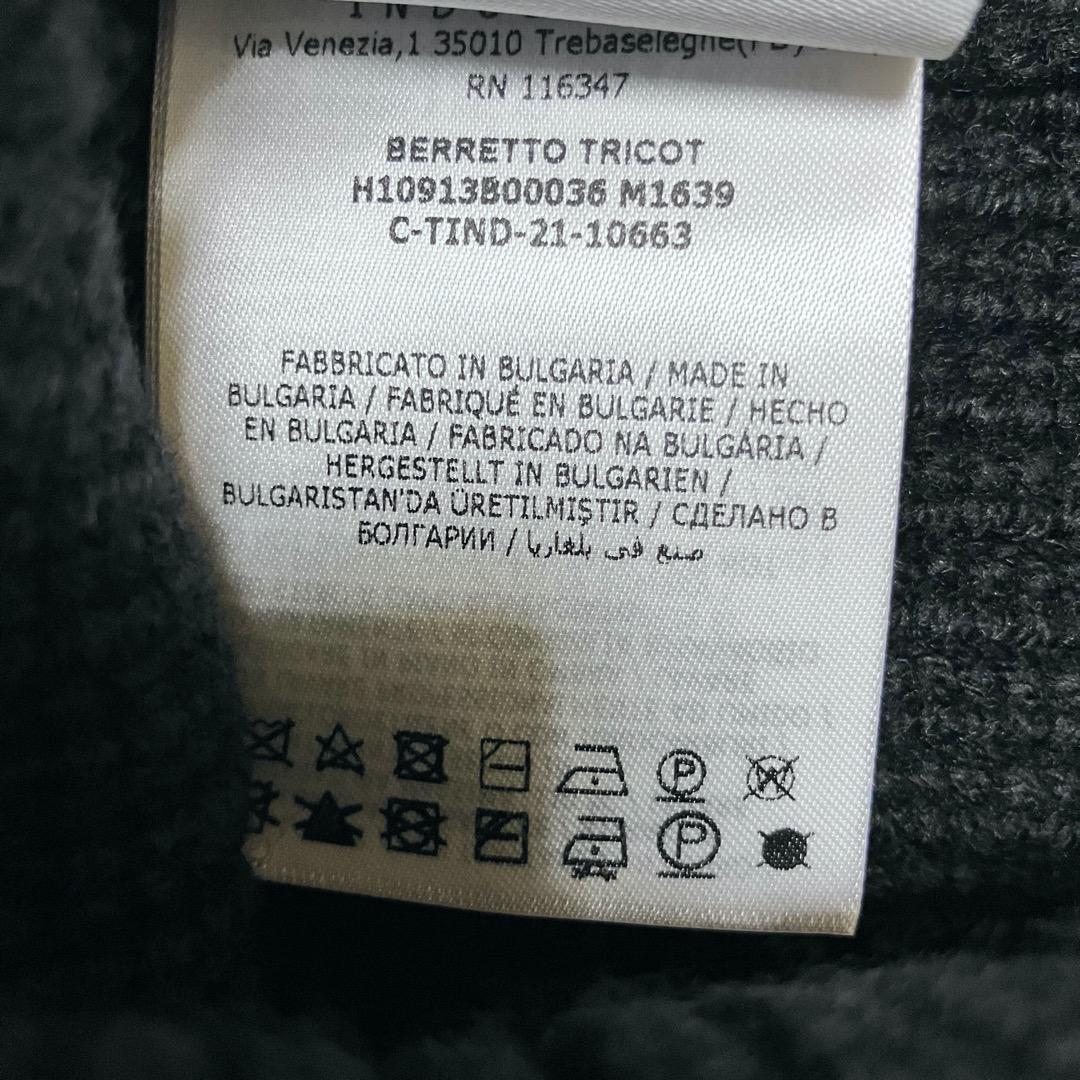 Via Venezia,1 35010 Trebaseleghe
RN 116347
BERRETTO TRICOT
H10913B00036 M1639
C-TIND-21-10663
FABBRICATO IN BULGARIA / MADE IN
BULGARIA / FABRIQUÉ EN BULGARIE / HECHO
EN BULGARIA / FABRICADO NA BULGÁRIA /
HERGESTELLT IN BULGARIEN /
BULGARISTAN'DA ÜRETILMIŞTIR / СДЕЛАНО В
БОЛГАРИИ / صنع في بلغاريا
P
W
P